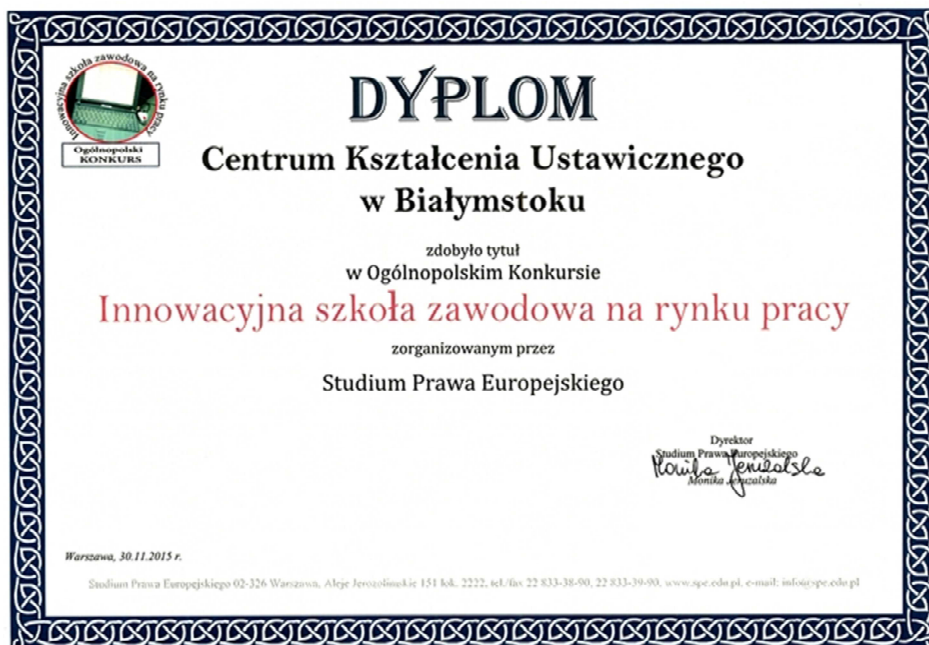 Innowacyjna szkoła zawodowa na rynku pracy
Ogólnopolski
KONKURS
DYPLOM
Centrum Kształcenia Ustawicznego
w Białymstoku
zdobyło tytuł
w Ogólnopolskim Konkursie
Innowacyjna szkoła zawodowa na rynku pracy
zorganizowanym przez
Studium Prawa Europejskiego
Dyrektor
Studium Prawa Europejskiego
Monika Jeruzalska
Monika Jeruzalska
Warszawa, 30.11.2015 r.
Studium Prawa Europejskiego 02-326 Warszawa, Aleje Jerozolimskie 151 lok. 2222, tel./fax 22 833-38-90, 22 833-39-90, www.spe.edu.pl, e-mail: info@spe.edu.pl